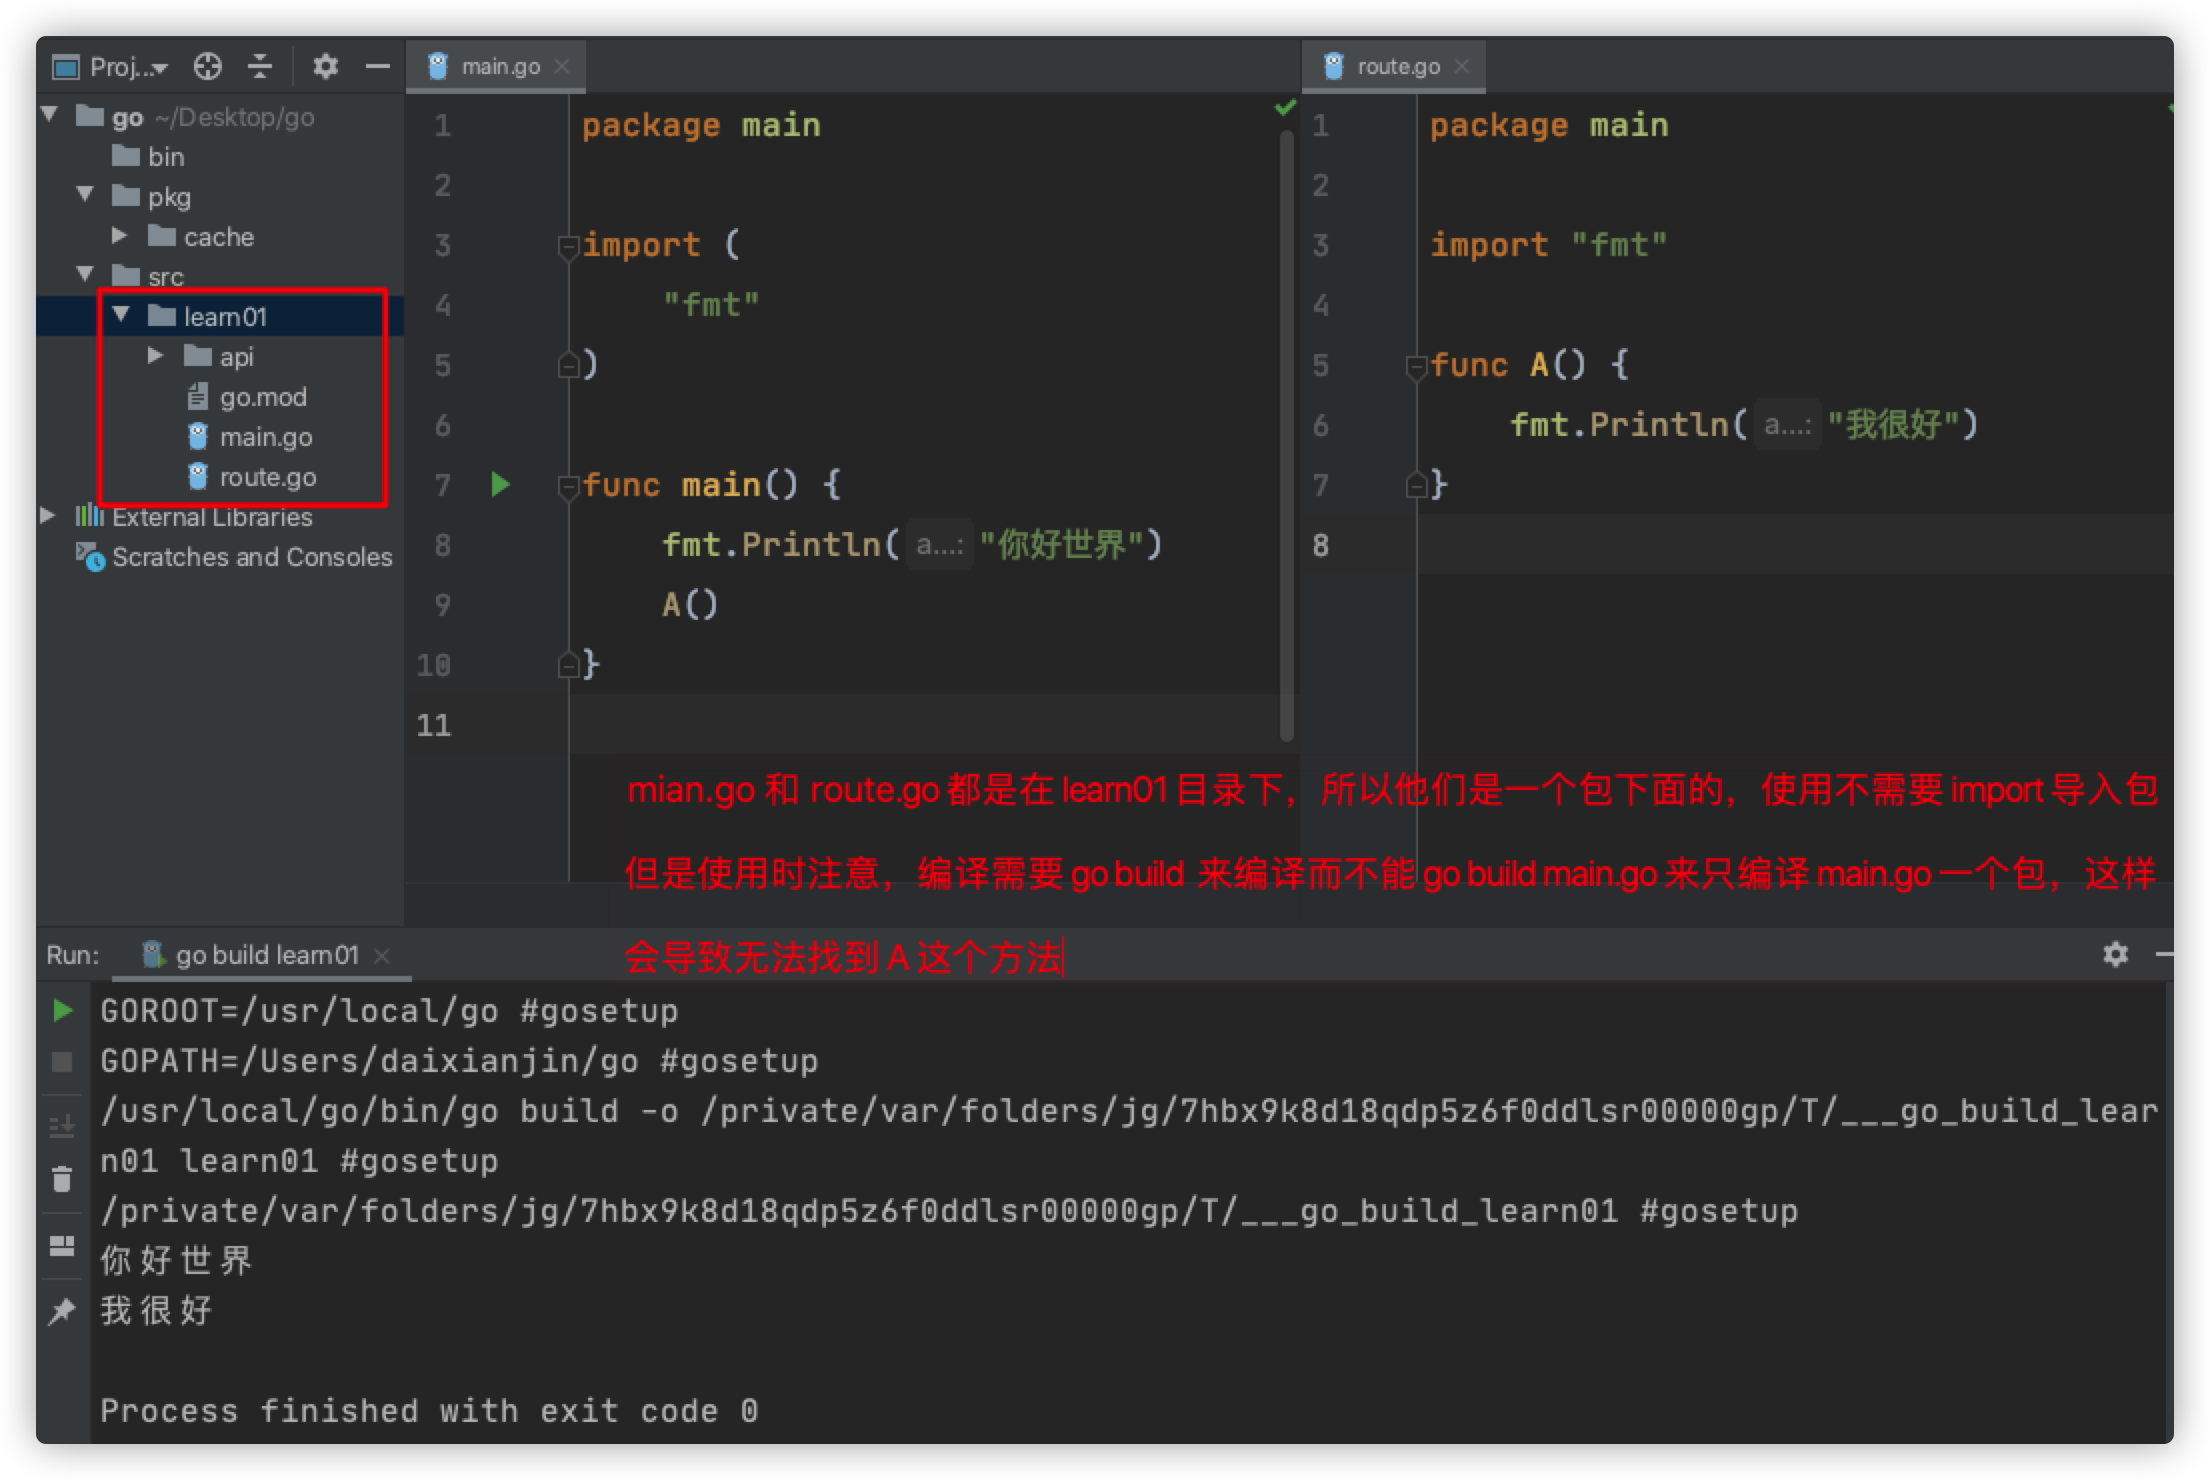 Proj...
go ~/Desktop/go
bin
pkg
cache
src
learn01
api
go.mod
main.go
route.go
External Libraries
Scratches and Consoles
main.go
1 package main
2
3 import (
4 "fmt"
5 )
6
7 func main() {
8 fmt.Println( a...: "你好世界")
9 A()
10 }
11
route.go
1 package main
2
3 import "fmt"
4
5 func A() {
6 fmt.Println( a...: "我很好")
7 }
8
mian.go 和 route.go 都是在 learn01 目录下，所以他们是一个包下面的，使用不需要 import 导入包
但是使用时注意，编译需要 go build 来编译而不能 go build main.go 来只编译 main.go 一个包，这样
会导致无法找到 A 这个方法
Run: go build learn01
GOROOT=/usr/local/go #gosetup
GOPATH=/Users/daixianjin/go #gosetup
/usr/local/go/bin/go build -o /private/var/folders/jg/7hbx9k8d18qdp5z6f0ddlsr00000gp/T/___go_build_lear
n01 learn01 #gosetup
/private/var/folders/jg/7hbx9k8d18qdp5z6f0ddlsr00000gp/T/___go_build_learn01 #gosetup
你好世界
我很好
Process finished with exit code 0